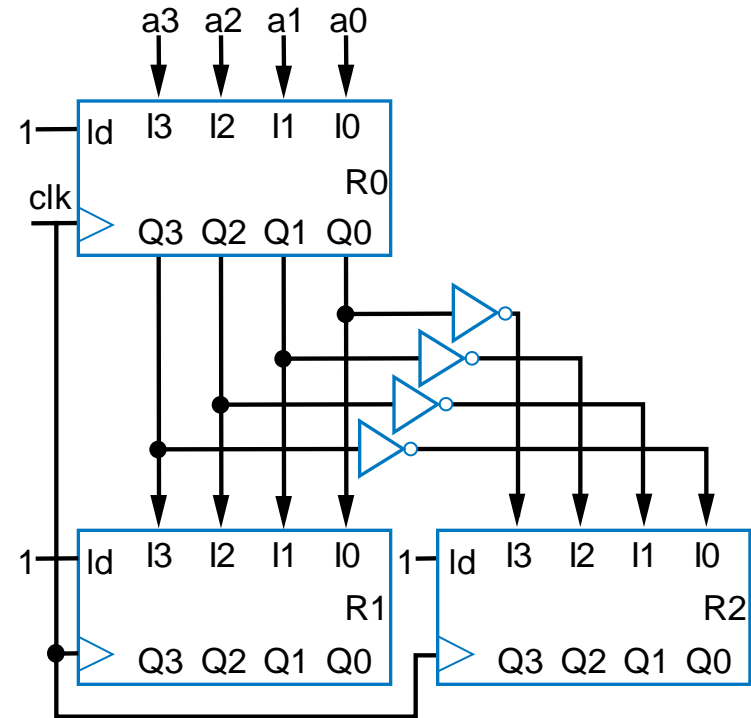 a3 a2 a1 a0
1 ld I3 I2 I1 I0
R0
clk
Q3 Q2 Q1 Q0
1 ld I3 I2 I1 I0 1 ld I3 I2 I1 I0
R1 R2
Q3 Q2 Q1 Q0 Q3 Q2 Q1 Q0